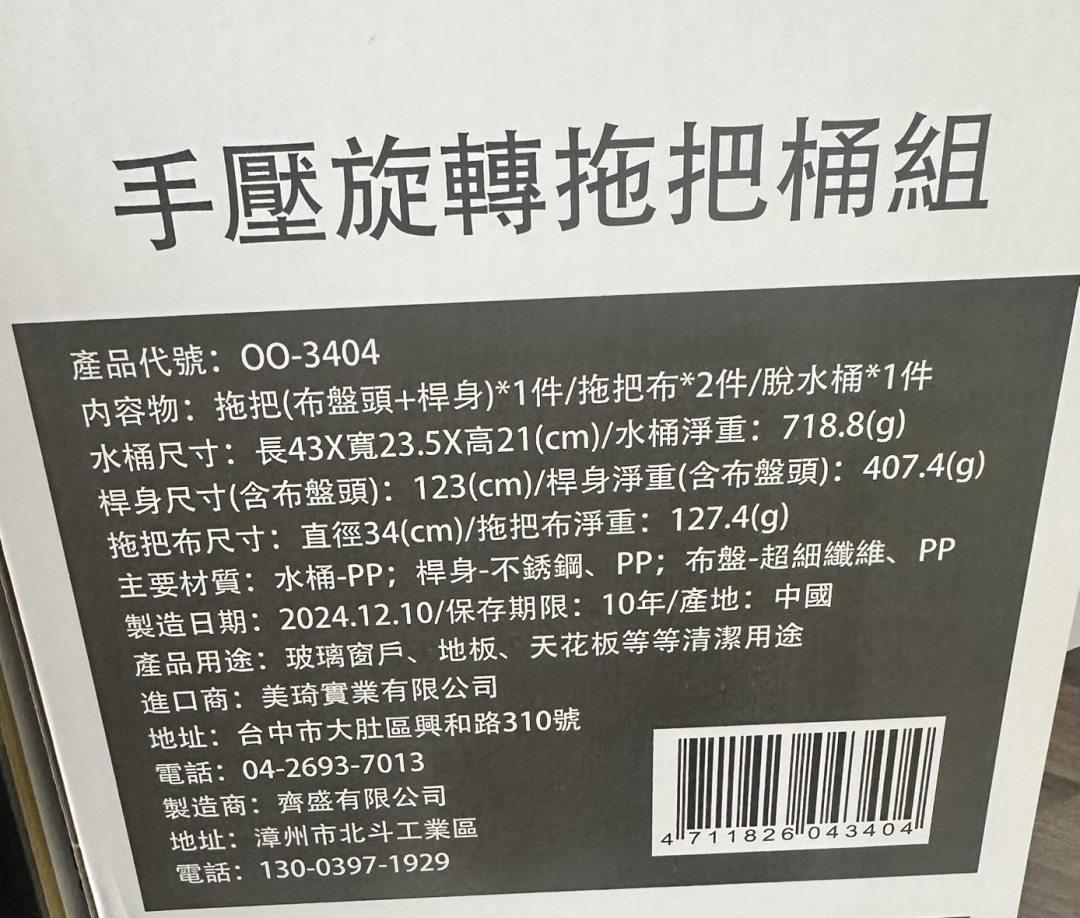 手壓旋轉拖把桶組
產品代號：OO-3404
內容物：拖把(布盤頭+桿身)*1件/拖把布*2件/脫水桶*1件
水桶尺寸：長43X寬23.5X高21(cm)/水桶淨重：718.8(g)
桿身尺寸(含布盤頭)：123(cm)/桿身淨重(含布盤頭)：407.4(g)
拖把布尺寸：直徑34(cm)/拖把布淨重：127.4(g)
主要材質：水桶-PP；桿身-不銹鋼、PP；布盤-超細纖維、PP
製造日期：2024.12.10/保存期限：10年/產地：中國
產品用途：玻璃窗戶、地板、天花板等等清潔用途
進口商：美琦實業有限公司
地址：台中市大肚區興和路310號
電話：04-2693-7013
製造商：齊盛有限公司
地址：漳州市北斗工業區
電話：130-0397-1929
4 711826 043404